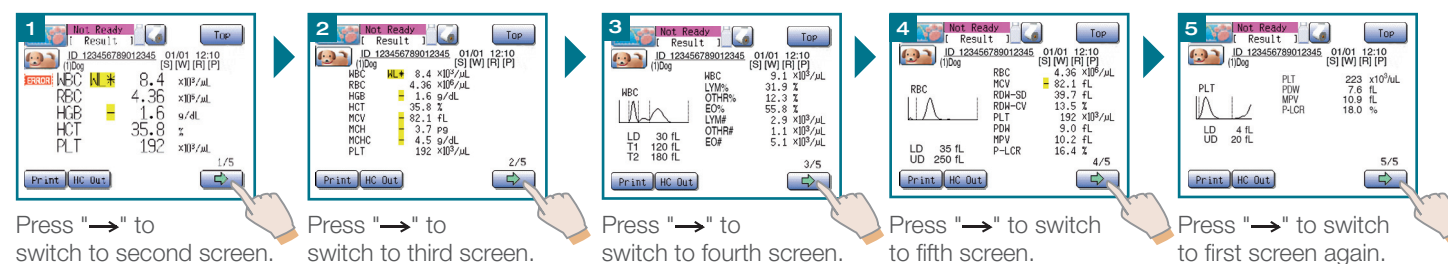 1
Not Ready
[ Result ]
Top
ID 123456789012345 01/01 12:10
(1)Dog [S] [W] [R] [P]
ERROR WBC WL* 8.4 x10³/µL
RBC 4.36 x10⁶/µL
HGB - 1.6 g/dL
HCT 35.8 %
PLT 192 x10³/µL
1/5
Print HC Out
Press "→" to
switch to second screen.
2
Not Ready
[ Result ]
Top
ID 123456789012345 01/01 12:10
(1)Dog [S] [W] [R] [P]
WBC WL* 8.4 x10³/µL
RBC 4.36 x10⁶/µL
HGB - 1.6 g/dL
HCT 35.8 %
MCV - 82.1 fL
MCH - 3.7 pg
MCHC - 4.5 g/dL
PLT 192 x10³/µL
2/5
Print HC Out
Press "→" to
switch to third screen.
3
Not Ready
[ Result ]
Top
ID 123456789012345 01/01 12:10
(1)Dog [S] [W] [R] [P]
WBC
LD 30 fL
T1 120 fL
T2 180 fL
WBC 9.1 x10³/µL
LYM% 31.9 %
OTHR% 12.3 %
EO% 55.8 %
LYM# 2.9 x10³/µL
OTHR# 1.1 x10³/µL
EO# 5.1 x10³/µL
3/5
Print HC Out
Press "→" to
switch to fourth screen.
4
Not Ready
[ Result ]
Top
ID 123456789012345 01/01 12:10
(1)Dog [S] [W] [R] [P]
RBC
LD 35 fL
UD 250 fL
RBC 4.36 x10⁶/µL
MCV - 82.1 fL
RDW-SD 39.7 fL
RDW-CV 13.5 %
PLT 192 x10³/µL
PDW 9.0 fL
MPV 10.2 fL
P-LCR 16.4 %
4/5
Print HC Out
Press "→" to switch
to fifth screen.
5
Not Ready
[ Result ]
Top
ID 123456789012345 01/01 12:10
(1)Dog [S] [W] [R] [P]
PLT
LD 4 fL
UD 20 fL
PLT 223 x10³/uL
PDW 7.6 fL
MPV 10.9 fL
P-LCR 18.0 %
5/5
Print HC Out
Press "→" to switch
to first screen again.